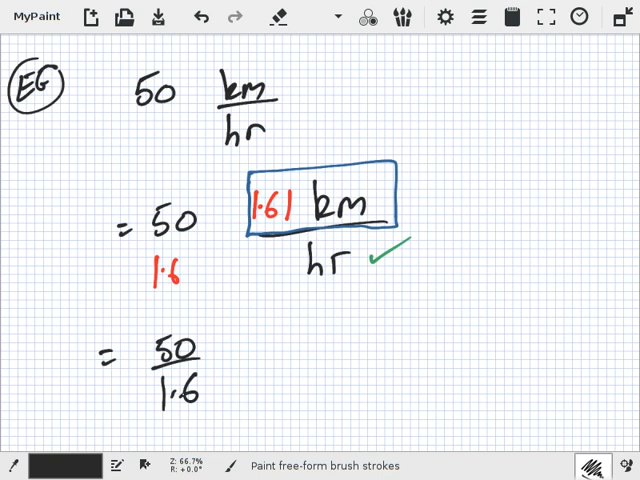 MyPaint
EG 50 km
hr
= 50 1.61 km
1.6 hr ✓
= 50
1.6
Z: 66.7%
R: +0.0°
Paint free-form brush strokes